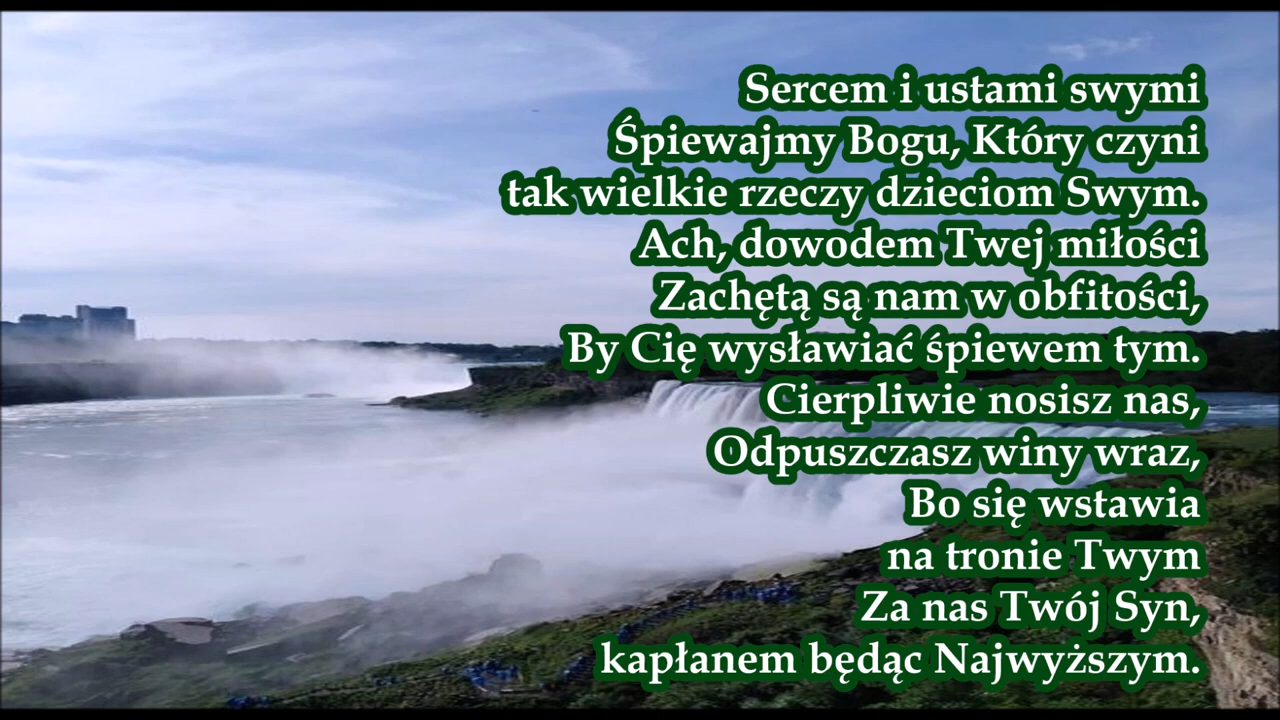 Sercem i ustami swymi
Śpiewajmy Bogu, Który czyni
tak wielkie rzeczy dzieciom Swym.
Ach, dowodem Twej miłości
Zachętą są nam w obfitości,
By Cię wysławiać śpiewem tym.
Cierpliwie nosisz nas,
Odpuszczasz winy wraz,
Bo się wstawia
na tronie Twym
Za nas Twój Syn,
kapłanem będąc Najwyższym.